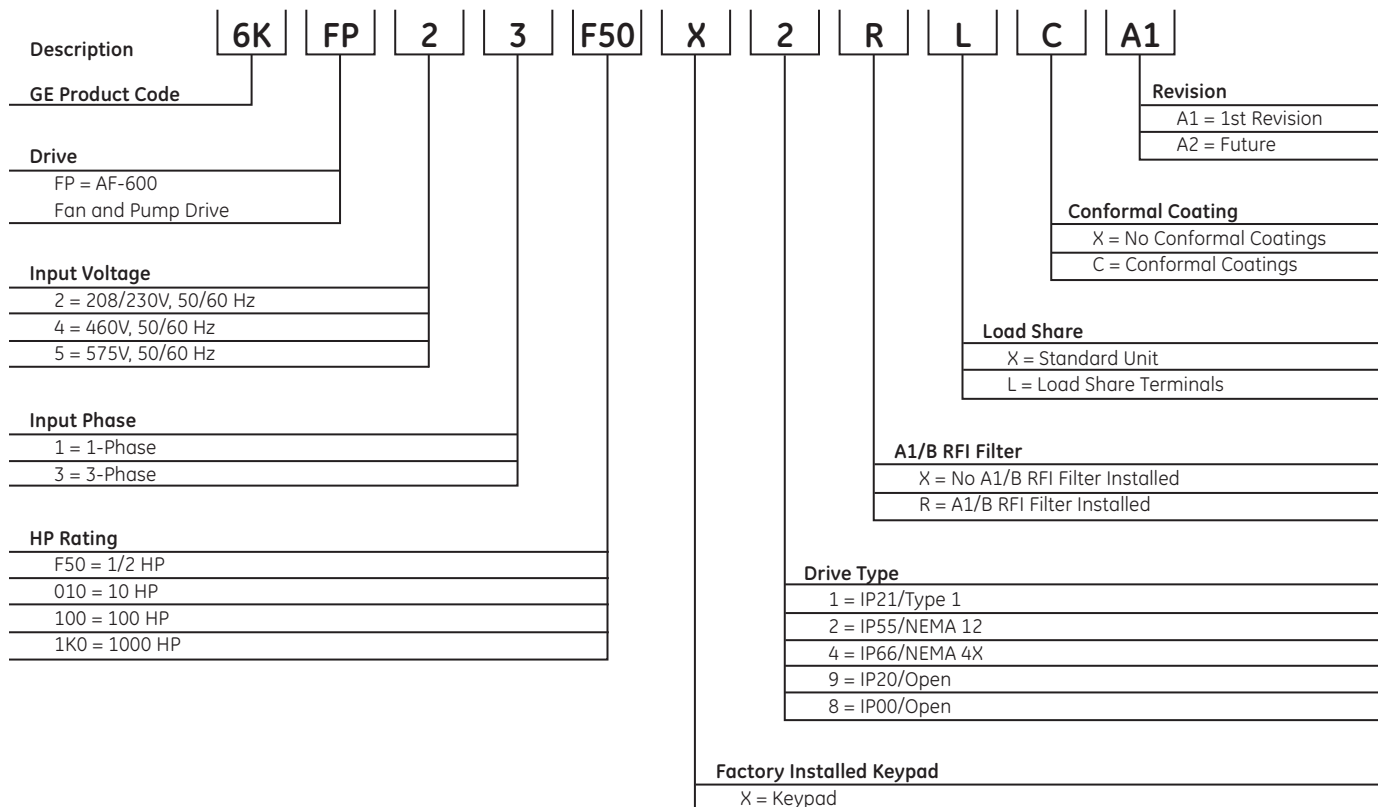 Description 6K FP 2 3 F50 X 2 R L C A1
GE Product Code
Drive
FP = AF-600
Fan and Pump Drive
Input Voltage
2 = 208/230V, 50/60 Hz
4 = 460V, 50/60 Hz
5 = 575V, 50/60 Hz
Input Phase
1 = 1-Phase
3 = 3-Phase
HP Rating
F50 = 1/2 HP
010 = 10 HP
100 = 100 HP
1K0 = 1000 HP
Revision
A1 = 1st Revision
A2 = Future
Conformal Coating
X = No Conformal Coatings
C = Conformal Coatings
Load Share
X = Standard Unit
L = Load Share Terminals
A1/B RFI Filter
X = No A1/B RFI Filter Installed
R = A1/B RFI Filter Installed
Drive Type
1 = IP21/Type 1
2 = IP55/NEMA 12
4 = IP66/NEMA 4X
9 = IP20/Open
8 = IP00/Open
Factory Installed Keypad
X = Keypad